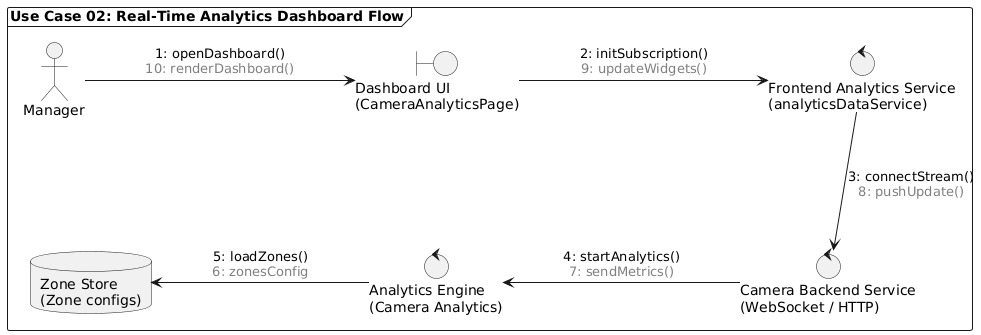 Use Case 02: Real-Time Analytics Dashboard Flow
1: openDashboard()
10: renderDashboard()
2: initSubscription()
9: updateWidgets()
Manager
Dashboard UI
(CameraAnalyticsPage)
Frontend Analytics Service
(analyticsDataService)
3: connectStream()
8: pushUpdate()
5: loadZones()
6: zonesConfig
4: startAnalytics()
7: sendMetrics()
Zone Store
(Zone configs)
Analytics Engine
(Camera Analytics)
Camera Backend Service
(WebSocket / HTTP)